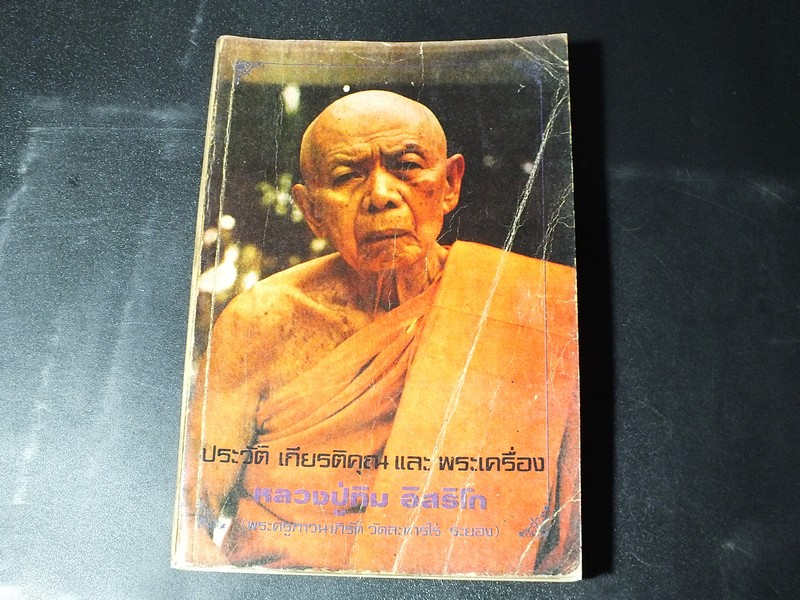 ประวัติ เกียรติคุณ และ พระเครื่อง
หลวงปู่ทิม อิสริโก
(พระครูภาวนาภิรัติ วัดละหารไร่ ระยอง)